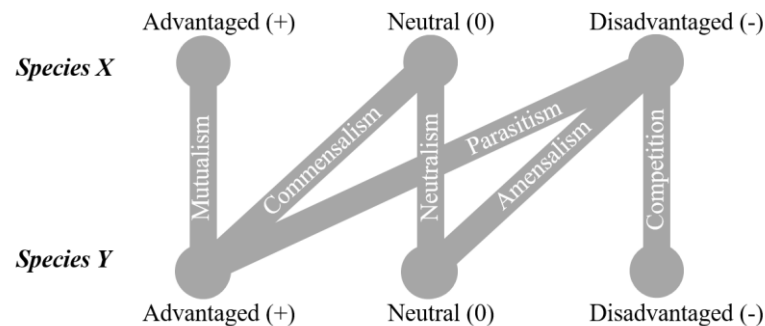 Advantaged (+) Neutral (0) Disadvantaged (-)
Species X
Mutualism
Commensalism
Neutralism
Parasitism
Amensalism
Competition
Species Y
Advantaged (+) Neutral (0) Disadvantaged (-)